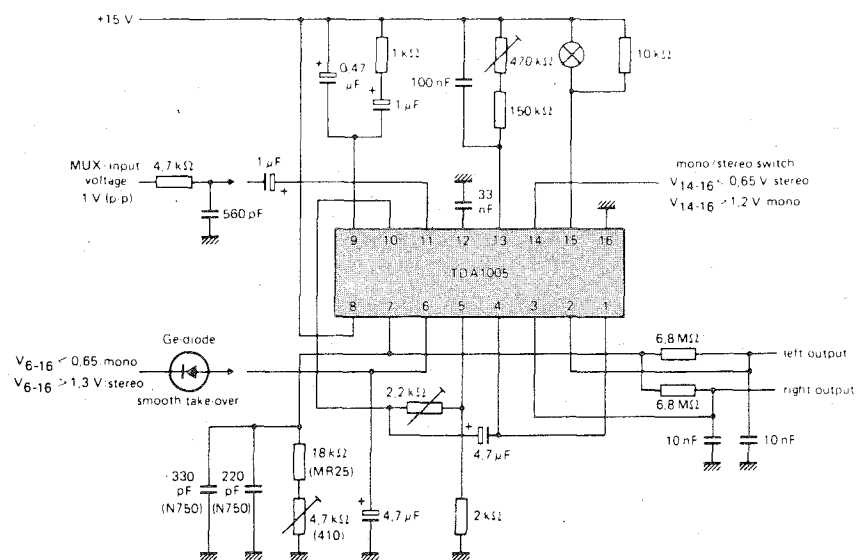 +15 V
+
0,47
µF
1 kΩ
+
1 µF
100 nF
470 kΩ
150 kΩ
10 kΩ
MUX-input
voltage
1 V (p-p)
4,7 kΩ
560 pF
1 µF
+
33
nF
mono/stereo switch
V14-16 < 0,65 V stereo
V14-16 > 1,2 V mono
9 10 11 12 13 14 15 16
TDA1005
8 7 6 5 4 3 2 1
Ge-diode
V6-16 < 0,65 mono
V6-16 > 1,3 V stereo
smooth take-over
6,8 MΩ
left output
6,8 MΩ
right output
2,2 kΩ
+
4,7 µF
10 nF
10 nF
330
pF
(N750)
220
pF
(N750)
18 kΩ
(MR25)
4,7 kΩ
(410)
+
4,7 µF
2 kΩ